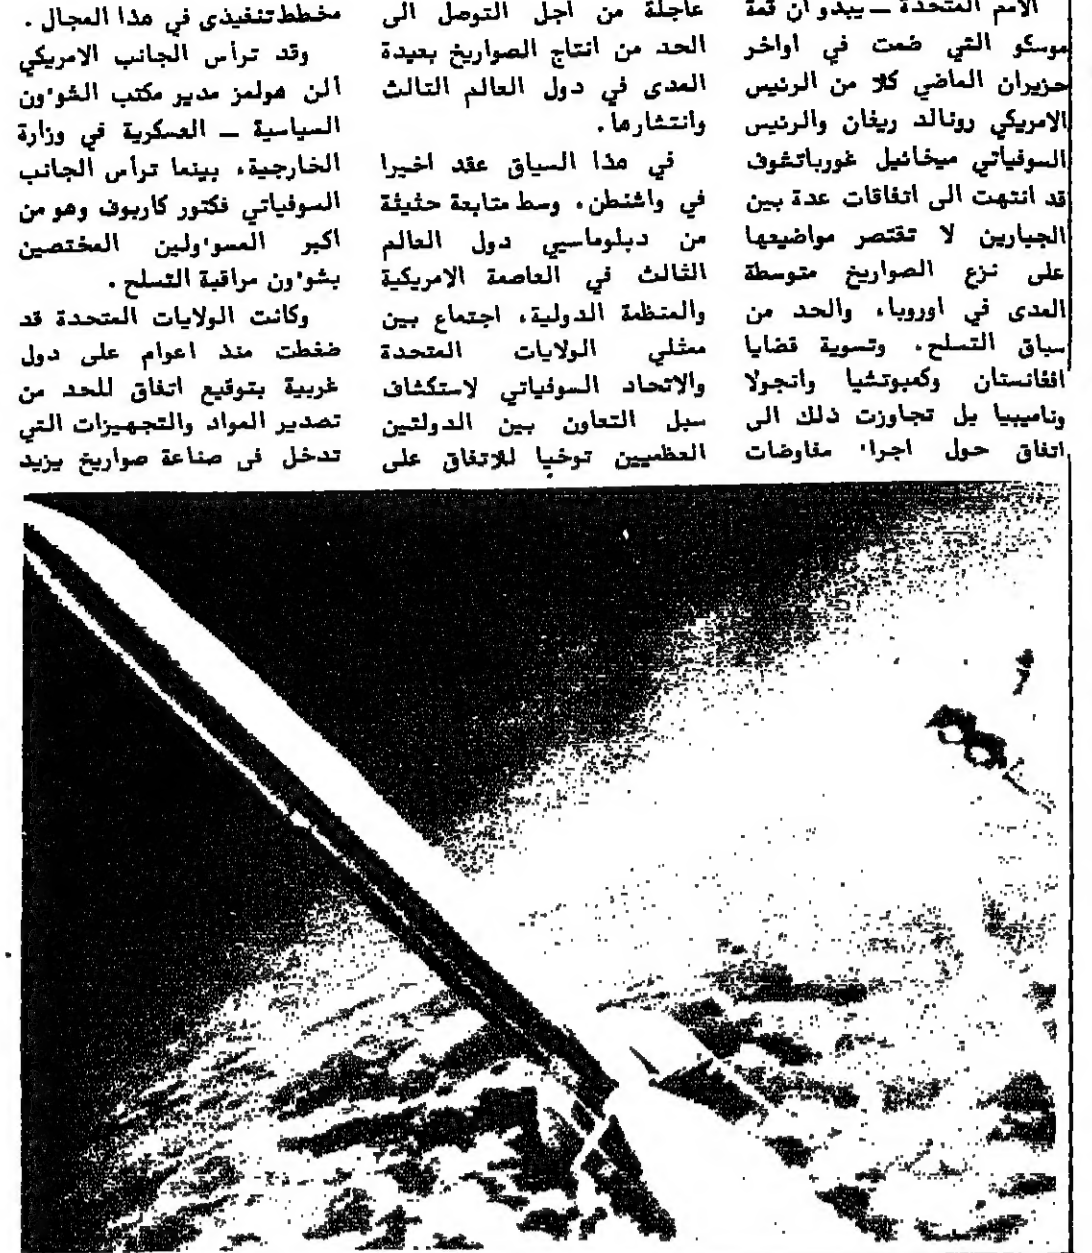 الامم المتحدة – يبدو ان قمة
موسكو التي ضمت في اواخر
حزيران الماضي كلا من الرئيس
الامريكي رونالد ريغان والرئيس
السوفياتي ميخائيل غورباتشوف
قد انتهت الى اتفاقات عدة بين
الجبارين لا تقتصر مواضيعها
على نزع الصواريخ متوسطة
المدى في اوروبا، والحد من
سباق التسلح، وتسوية قضايا
افغانستان وكمبوتشيا وانجولا
وناميبيا بل تجاوزت ذلك الى
اتفاق حول اجراء مفاوضات
عاجلة من اجل التوصل الى
الحد من انتاج الصواريخ بعيدة
المدى في دول العالم الثالث
وانتشارها.
في هذا السياق عقد اخيرا
في واشنطن، وسط متابعة حثيثة
من دبلوماسيي دول العالم
الثالث في العاصمة الامريكية
والمنظمة الدولية، اجتماع بين
ممثلي الولايات المتحدة
والاتحاد السوفياتي لاستكشاف
سبل التعاون بين الدولتين
العظميين توخيا للاتفاق على
مخطط تنفيذي في هذا المجال.
وقد ترأس الجانب الامريكي
ألن هولمز مدير مكتب الشوءون
السياسية – العسكرية في وزارة
الخارجية، بينما ترأس الجانب
السوفياتي فكتور كاربوف وهو من
اكبر المسوءولين المختصين
بشوءون مراقبة التسلح.
وكانت الولايات المتحدة قد
ضغطت منذ اعوام على دول
غربية بتوقيع اتفاق للحد من
تصدير المواد والتجهيزات التي
تدخل في صناعة صواريخ يزيد